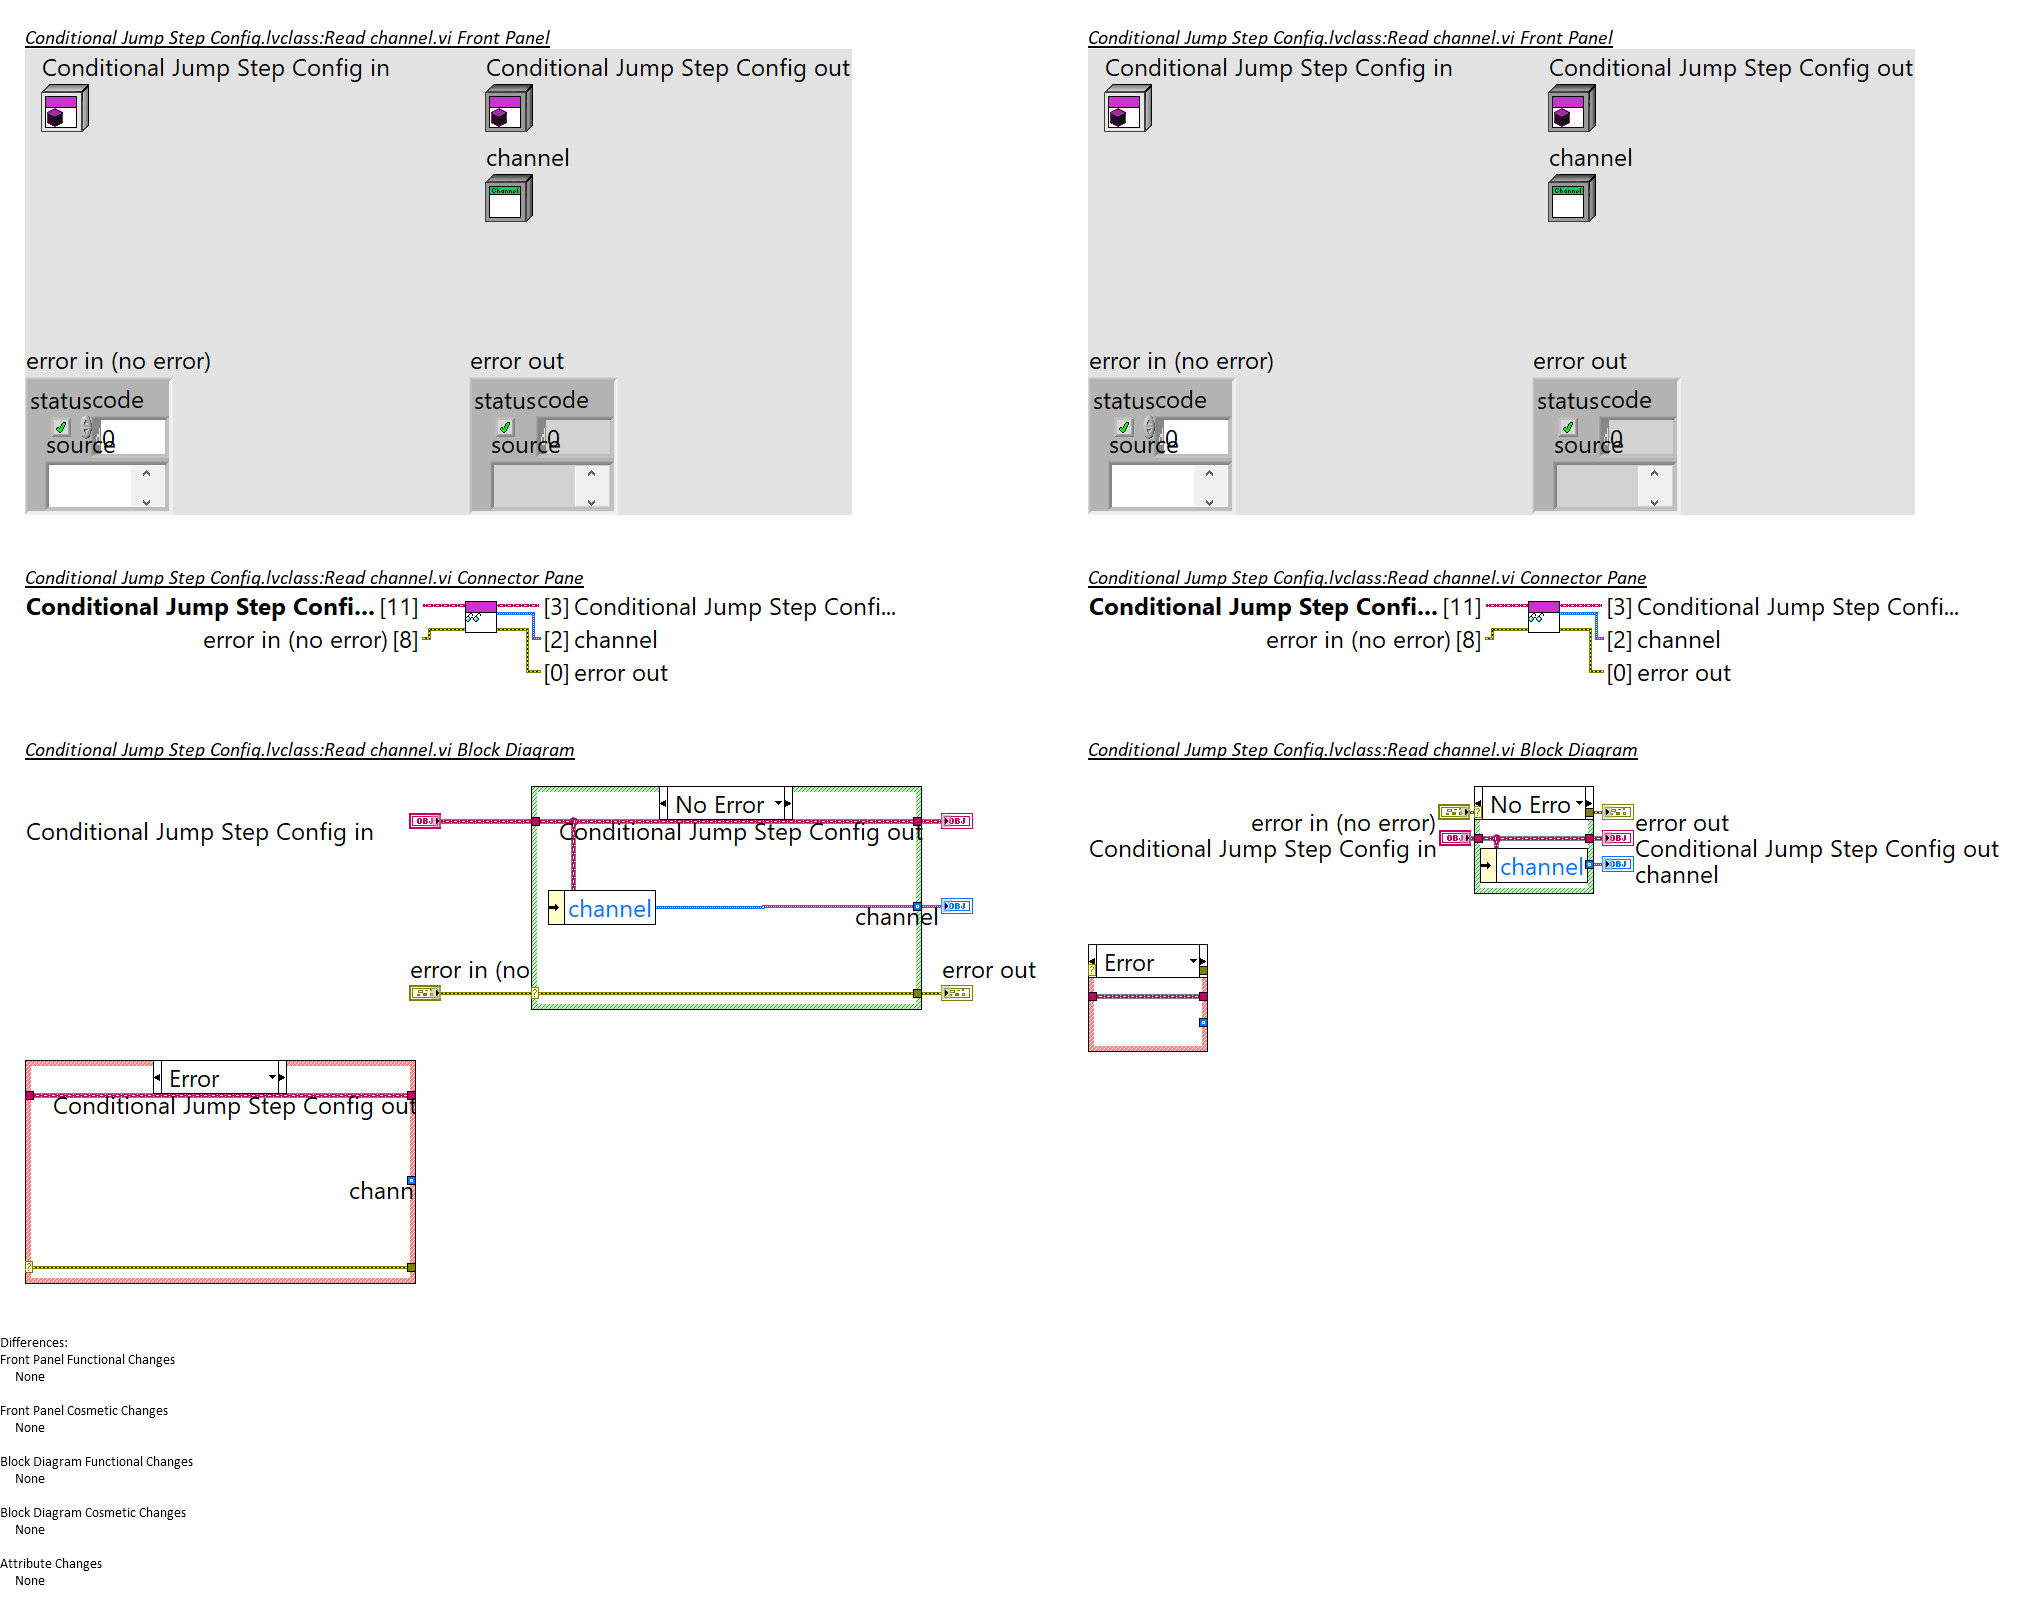 Conditional Jump Step Config.lvclass:Read channel.vi Front Panel
Conditional Jump Step Config in
Conditional Jump Step Config out
channel
Channel
error in (no error)
error out
status code
0
source
status code
0
source
Conditional Jump Step Config.lvclass:Read channel.vi Connector Pane
Conditional Jump Step Confi... [11]
[3] Conditional Jump Step Confi...
error in (no error) [8]
[2] channel
[0] error out
Conditional Jump Step Config.lvclass:Read channel.vi Block Diagram
No Error
Conditional Jump Step Config in
OBJ
Conditional Jump Step Config out
OBJ
channel
channel
OBJ
error in (no
error out
?
Error
Conditional Jump Step Config out
chann
?
Conditional Jump Step Config.lvclass:Read channel.vi Front Panel
Conditional Jump Step Config in
Conditional Jump Step Config out
channel
Channel
error in (no error)
error out
status code
0
source
status code
0
source
Conditional Jump Step Config.lvclass:Read channel.vi Connector Pane
Conditional Jump Step Confi... [11]
[3] Conditional Jump Step Confi...
error in (no error) [8]
[2] channel
[0] error out
Conditional Jump Step Config.lvclass:Read channel.vi Block Diagram
No Erro
?
error in (no error)
error out
OBJ
OBJ
Conditional Jump Step Config in
Conditional Jump Step Config out
channel
OBJ
channel
Error
?
Differences:
Front Panel Functional Changes
None
Front Panel Cosmetic Changes
None
Block Diagram Functional Changes
None
Block Diagram Cosmetic Changes
None
Attribute Changes
None